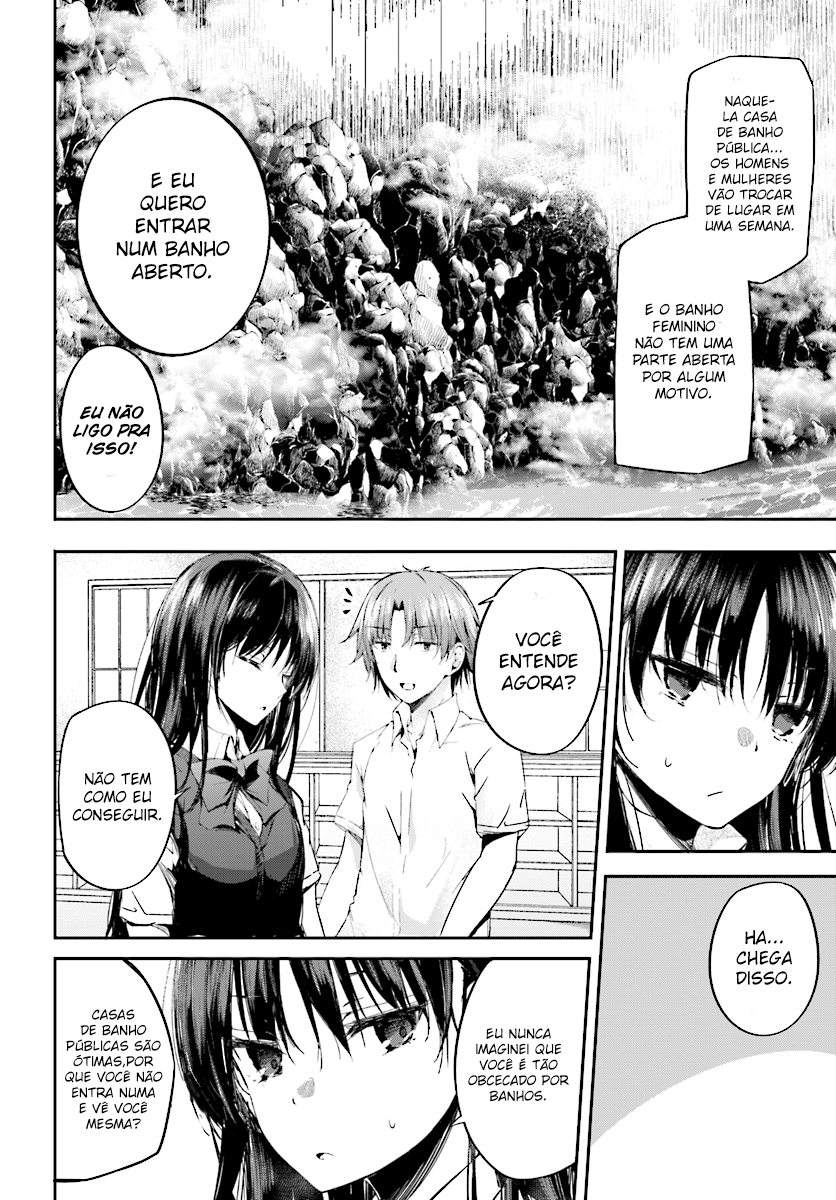 NAQUE-
LA CASA
DE BANHO
PÚBLICA...
OS HOMENS
E MULHERES
VÃO TROCAR
DE LUGAR EM
UMA SEMANA.
E O BANHO
FEMININO
NÃO TEM UMA
PARTE ABERTA
POR ALGUM
MOTIVO.
E EU
QUERO
ENTRAR
NUM BANHO
ABERTO.
EU NÃO
LIGO PRA
ISSO!
VOCÊ
ENTENDE
AGORA?
NÃO TEM
COMO EU
CONSEGUIR.
HA...
CHEGA
DISSO.
EU NUNCA
IMAGINEI QUE
VOCÊ É TÃO
OBCECADO POR
BANHOS.
CASAS
DE BANHO
PÚBLICAS SÃO
ÓTIMAS,POR
QUE VOCÊ NÃO
ENTRA NUMA
E VÊ VOCÊ
MESMA?